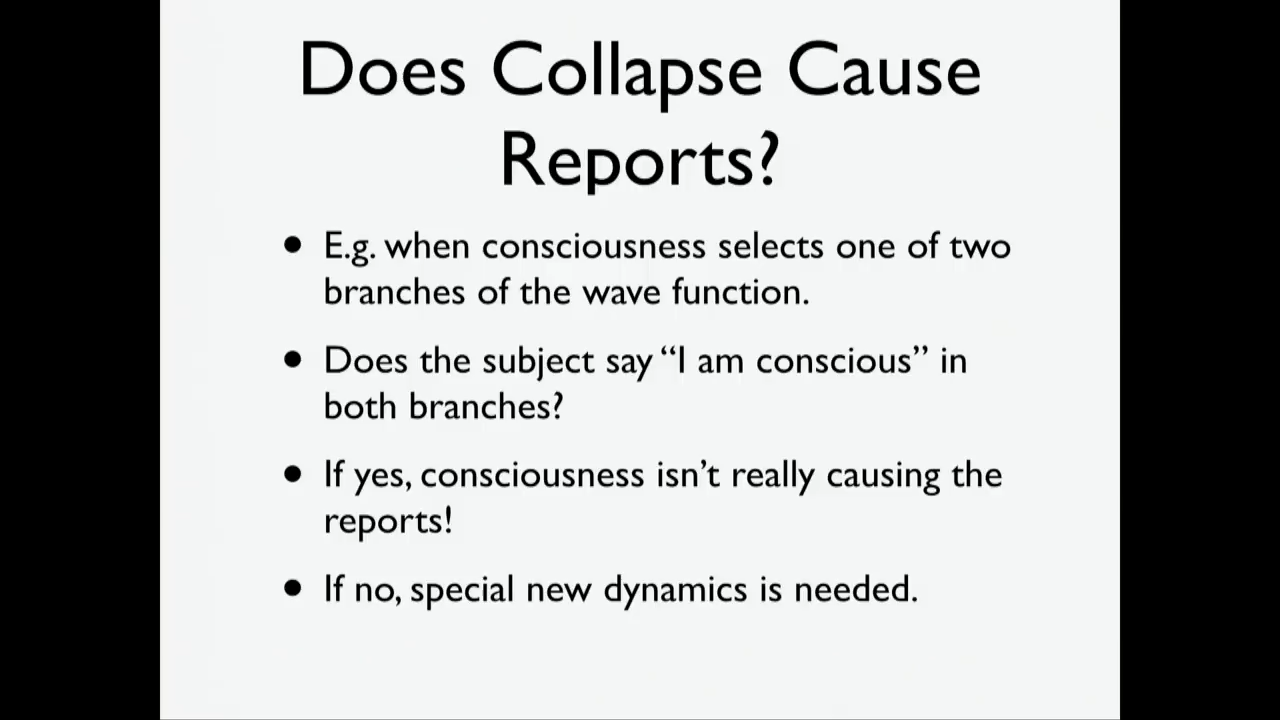 Does Collapse Cause
Reports?
• E.g. when consciousness selects one of two
branches of the wave function.
• Does the subject say “I am conscious” in
both branches?
• If yes, consciousness isn’t really causing the
reports!
• If no, special new dynamics is needed.